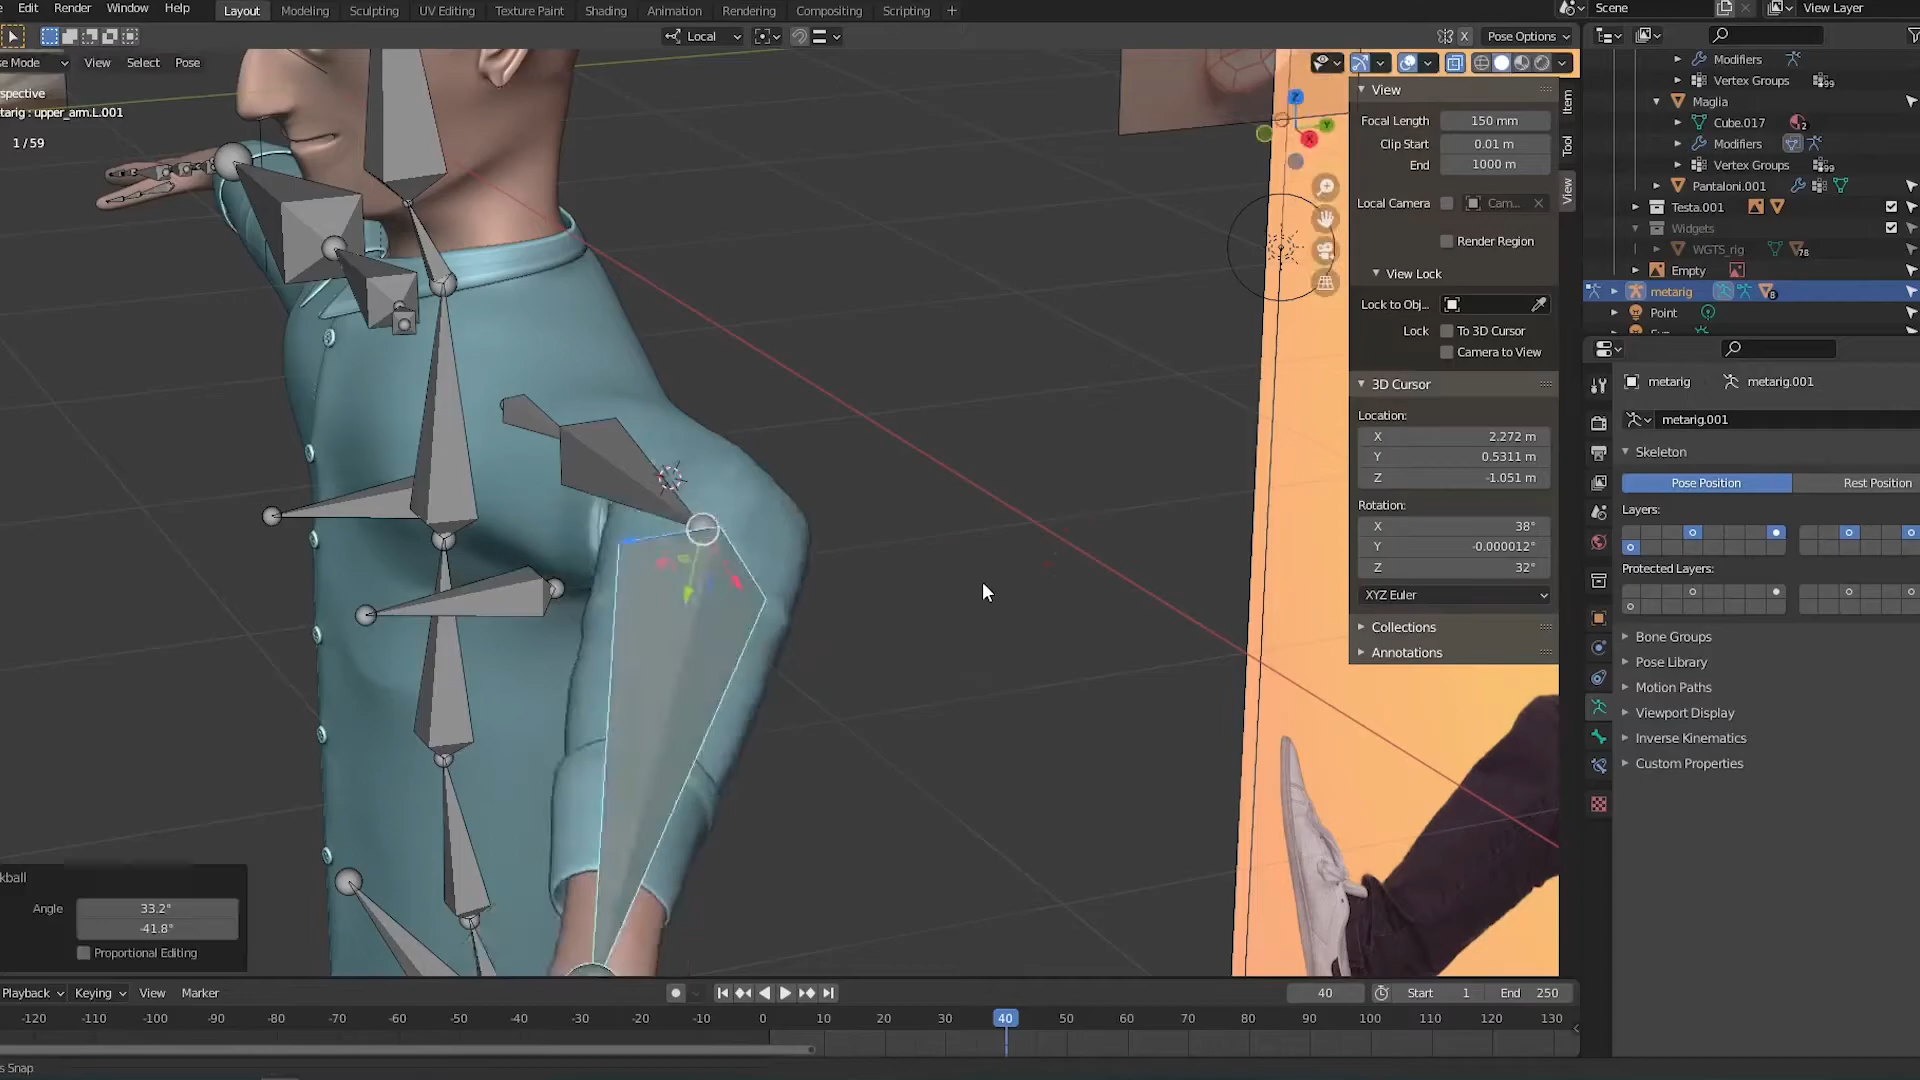 Edit Render Window Help Layout Modeling Sculpting UV Editing Texture Paint Shading Animation Rendering Compositing Scripting + Scene View Layer
Local Pose Options X
se Mode View Select Pose
spective
tarig : upper_arm.L.001
1 / 59
View
Focal Length 150 mm
Clip Start 0.01 m
End 1000 m
Local Camera Cam...
Render Region
View Lock
Lock to Obj...
Lock To 3D Cursor
Camera to View
3D Cursor
Location:
X 2.272 m
Y 0.5311 m
Z -1.051 m
Rotation:
X 38°
Y -0.000012°
Z 32°
XYZ Euler
Collections
Annotations
Item
Tool
View
Z
Y
X
Modifiers
Vertex Groups 99
Maglia
Cube.017 2
Modifiers
Vertex Groups 99
Pantaloni.001
Testa.001
Widgets
WGTS_rig 78
Empty
metarig 8
Point
metarig metarig.001
metarig.001
Skeleton
Pose Position Rest Position
Layers:
Protected Layers:
Bone Groups
Pose Library
Motion Paths
Viewport Display
Inverse Kinematics
Custom Properties
kball
Angle 33.2°
-41.8°
Proportional Editing
Playback Keying View Marker 40 Start 1 End 250
-120 -110 -100 -90 -80 -70 -60 -50 -40 -30 -20 -10 0 10 20 30 40 50 60 70 80 90 100 110 120 130
s Snap